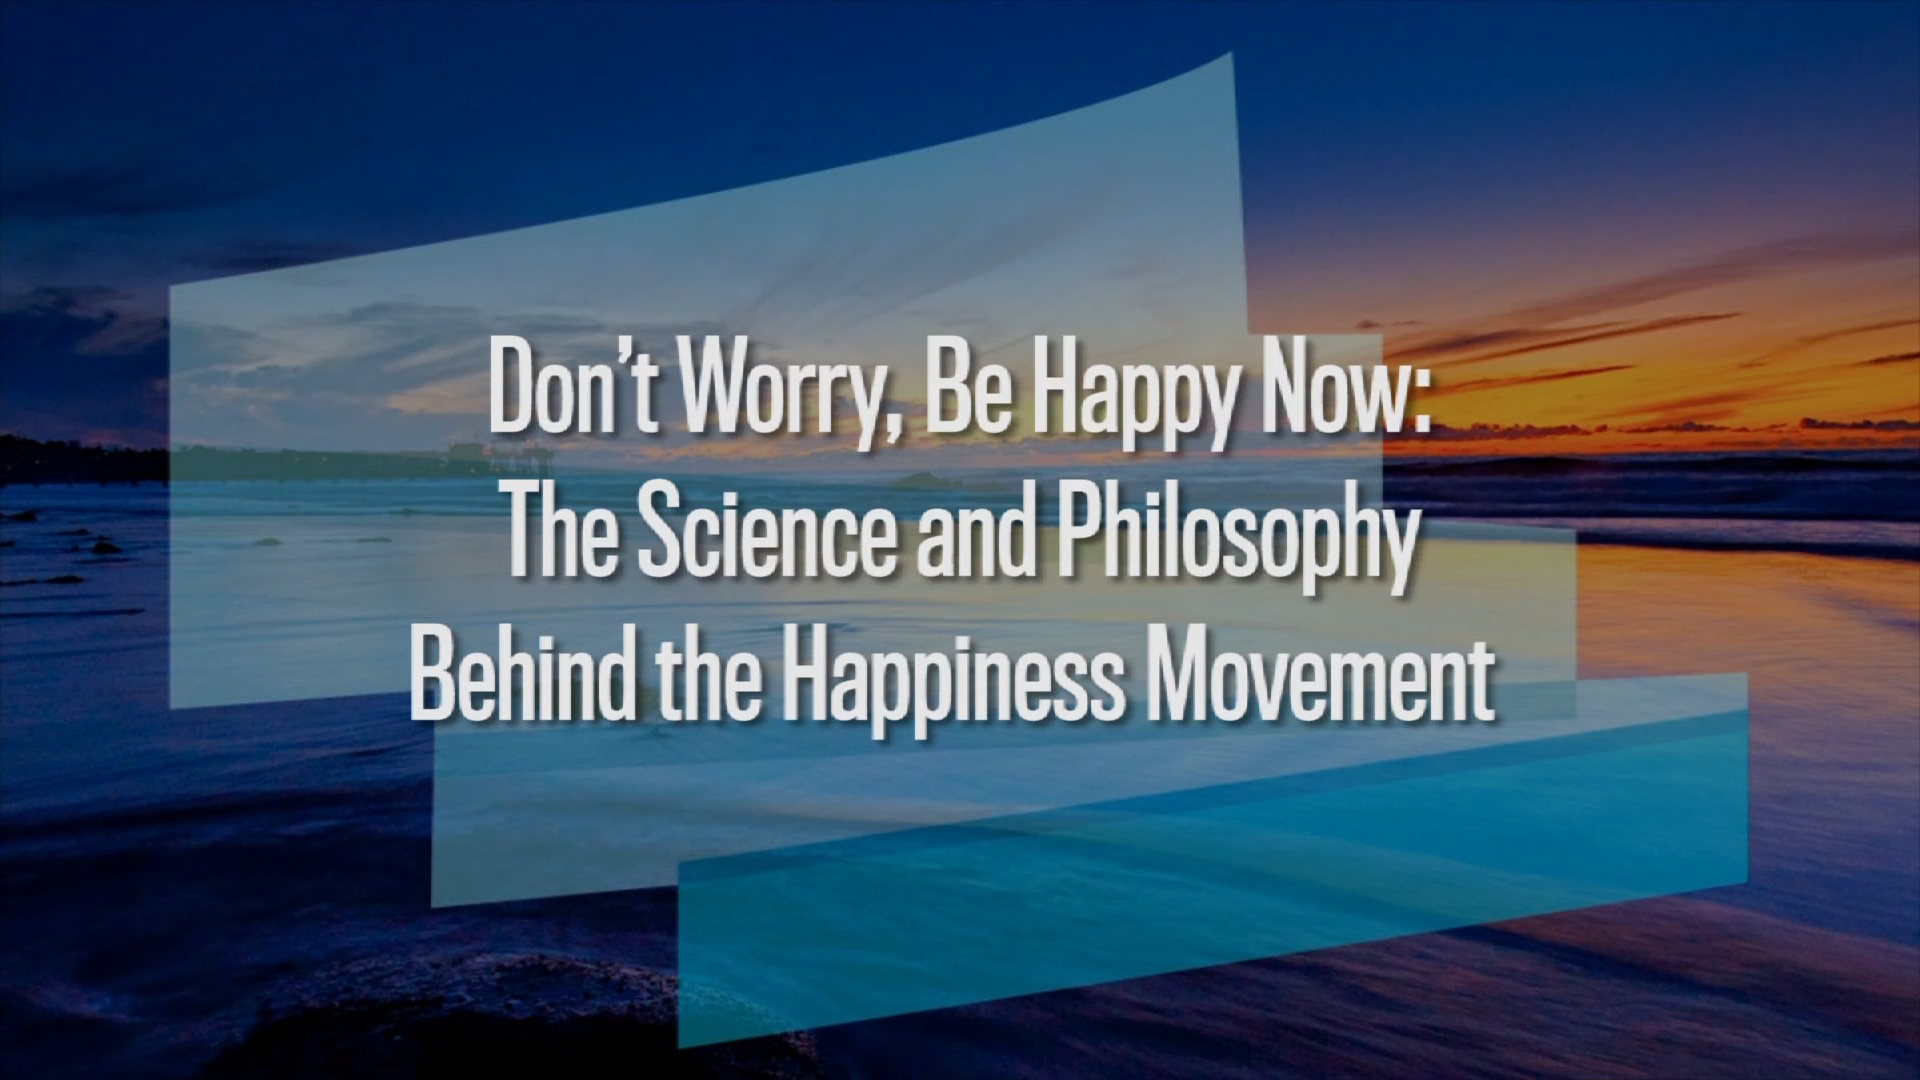 Don’t Worry, Be Happy Now:
The Science and Philosophy
Behind the Happiness Movement